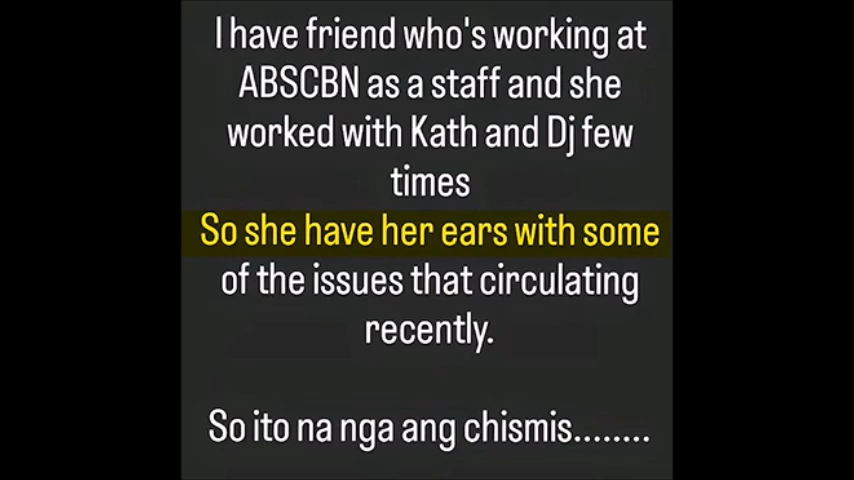 I have friend who's working at
ABSCBN as a staff and she
worked with Kath and Dj few
times
So she have her ears with some
of the issues that circulating
recently.
So ito na nga ang chismis........